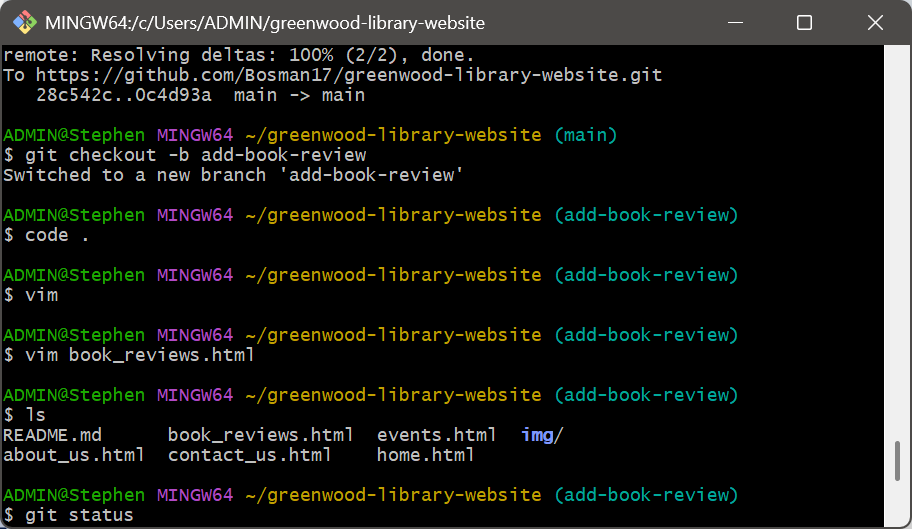 MINGW64:/c/Users/ADMIN/greenwood-library-website
remote: Resolving deltas: 100% (2/2), done.
To https://github.com/Bosman17/greenwood-library-website.git
   28c542c..0c4d93a  main -> main

ADMIN@Stephen MINGW64 ~/greenwood-library-website (main)
$ git checkout -b add-book-review
Switched to a new branch 'add-book-review'

ADMIN@Stephen MINGW64 ~/greenwood-library-website (add-book-review)
$ code .

ADMIN@Stephen MINGW64 ~/greenwood-library-website (add-book-review)
$ vim

ADMIN@Stephen MINGW64 ~/greenwood-library-website (add-book-review)
$ vim book_reviews.html

ADMIN@Stephen MINGW64 ~/greenwood-library-website (add-book-review)
$ ls
README.md      book_reviews.html  events.html  img/
about_us.html  contact_us.html    home.html

ADMIN@Stephen MINGW64 ~/greenwood-library-website (add-book-review)
$ git status